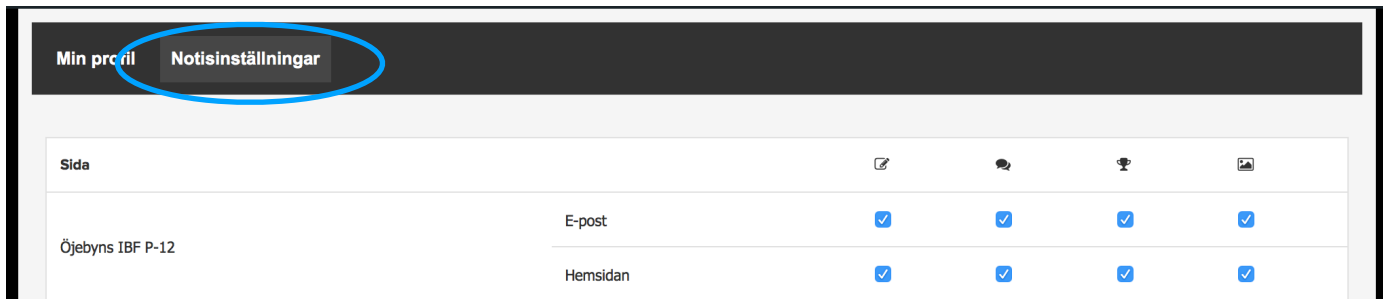 Min profil Notisinställningar
Sida
E-post
Öjebyns IBF P-12
Hemsidan